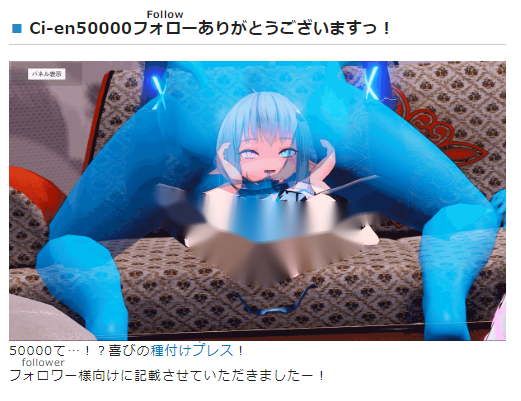 Follow
Ci-en50000フォローありがとうございますっ！
パネル表示
50000て…！？喜びの種付けプレス！
follower
フォロワー様向けに記載させていただきましたー！